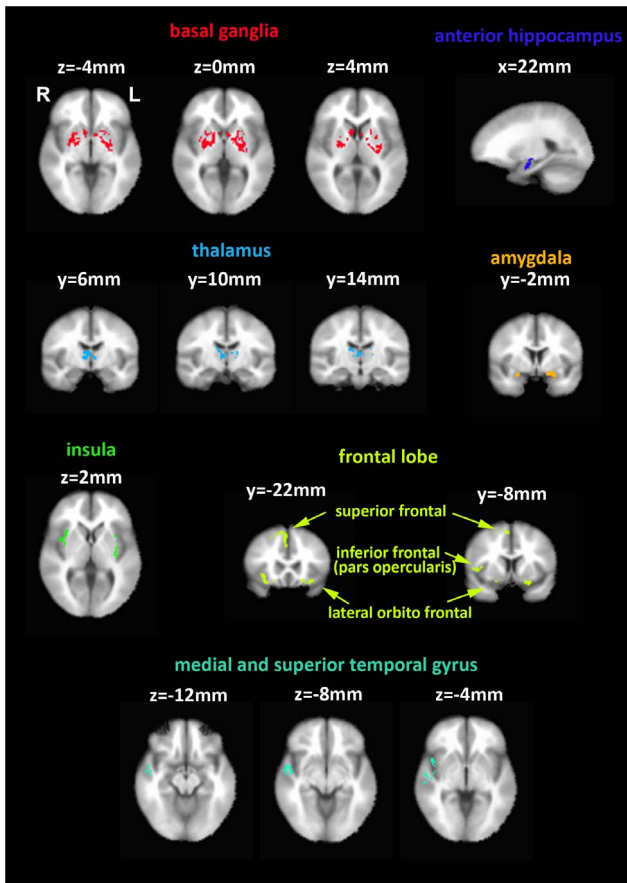 basal ganglia
anterior hippocampus
z=-4mm
z=0mm
z=4mm
x=22mm
R
L
thalamus
amygdala
y=6mm
y=10mm
y=14mm
y=-2mm
insula
frontal lobe
z=2mm
y=-22mm
y=-8mm
superior frontal
inferior frontal
(pars opercularis)
lateral orbito frontal
medial and superior temporal gyrus
z=-12mm
z=-8mm
z=-4mm